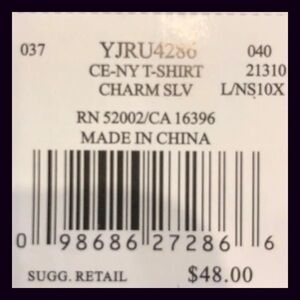 037 YJRU4286 040
CE-NY T-SHIRT 21310
CHARM SLV L/NS10X
RN 52002/CA 16396
MADE IN CHINA
0 98686 27286 6
SUGG. RETAIL $48.00